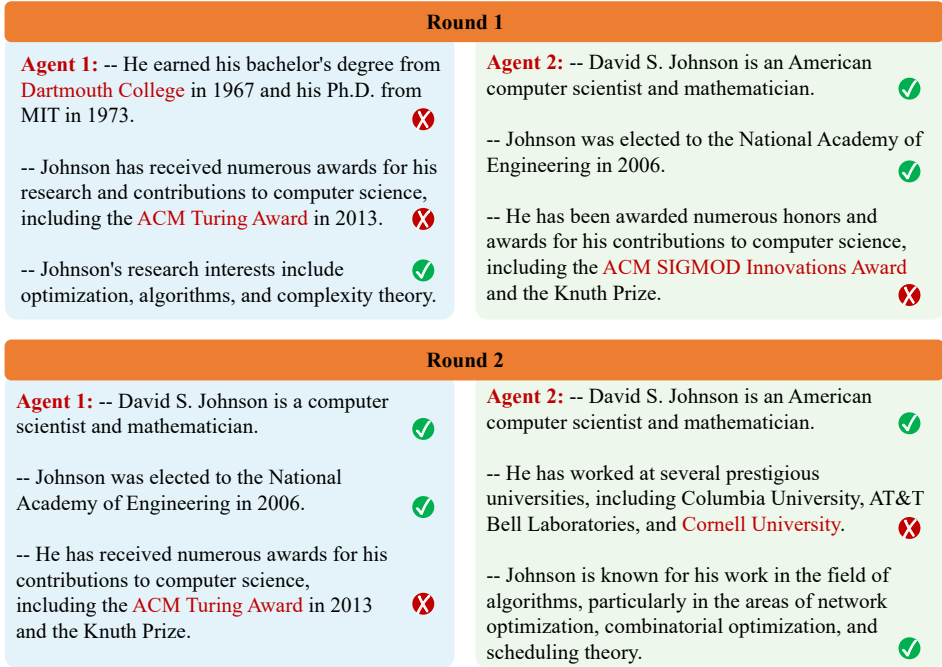 Round 1
Agent 1: -- He earned his bachelor's degree from
Dartmouth College in 1967 and his Ph.D. from
MIT in 1973.
-- Johnson has received numerous awards for his
research and contributions to computer science,
including the ACM Turing Award in 2013.
-- Johnson's research interests include
optimization, algorithms, and complexity theory.
Agent 2: -- David S. Johnson is an American
computer scientist and mathematician.
-- Johnson was elected to the National Academy of
Engineering in 2006.
-- He has been awarded numerous honors and
awards for his contributions to computer science,
including the ACM SIGMOD Innovations Award
and the Knuth Prize.
Round 2
Agent 1: -- David S. Johnson is a computer
scientist and mathematician.
-- Johnson was elected to the National
Academy of Engineering in 2006.
-- He has received numerous awards for his
contributions to computer science,
including the ACM Turing Award in 2013
and the Knuth Prize.
Agent 2: -- David S. Johnson is an American
computer scientist and mathematician.
-- He has worked at several prestigious
universities, including Columbia University, AT&T
Bell Laboratories, and Cornell University.
-- Johnson is known for his work in the field of
algorithms, particularly in the areas of network
optimization, combinatorial optimization, and
scheduling theory.